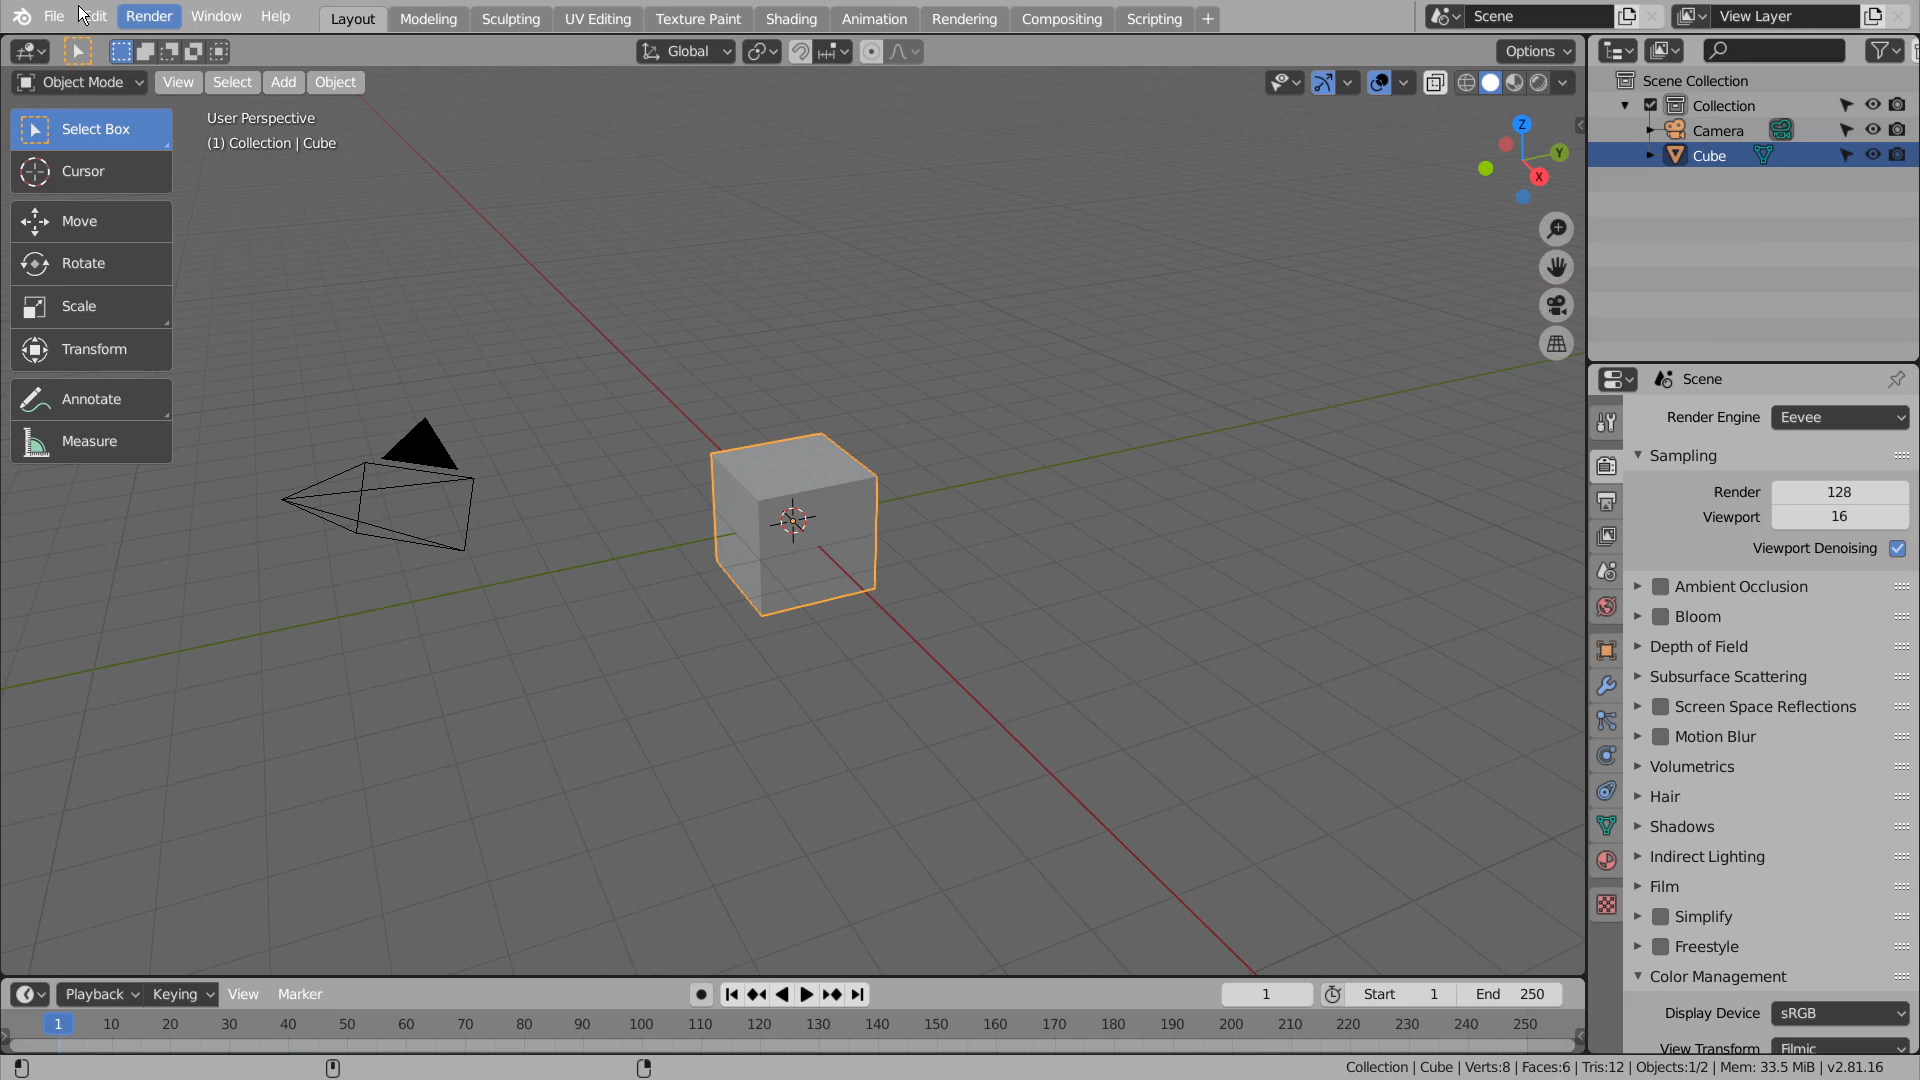 File Edit Render Window Help Layout Modeling Sculpting UV Editing Texture Paint Shading Animation Rendering Compositing Scripting + Scene View Layer
Global Options
Object Mode View Select Add Object
Scene Collection
Collection
Camera
Cube
Select Box
Cursor
Move
Rotate
Scale
Transform
Annotate
Measure
User Perspective
(1) Collection | Cube
Z
Y
X
Scene
Render Engine Eevee
Sampling
Render 128
Viewport 16
Viewport Denoising
Ambient Occlusion
Bloom
Depth of Field
Subsurface Scattering
Screen Space Reflections
Motion Blur
Volumetrics
Hair
Shadows
Indirect Lighting
Film
Simplify
Freestyle
Color Management
Display Device sRGB
View Transform Filmic
Playback Keying View Marker 1 Start 1 End 250
1 10 20 30 40 50 60 70 80 90 100 110 120 130 140 150 160 170 180 190 200 210 220 230 240 250
Collection | Cube | Verts:8 | Faces:6 | Tris:12 | Objects:1/2 | Mem: 33.5 MiB | v2.81.16